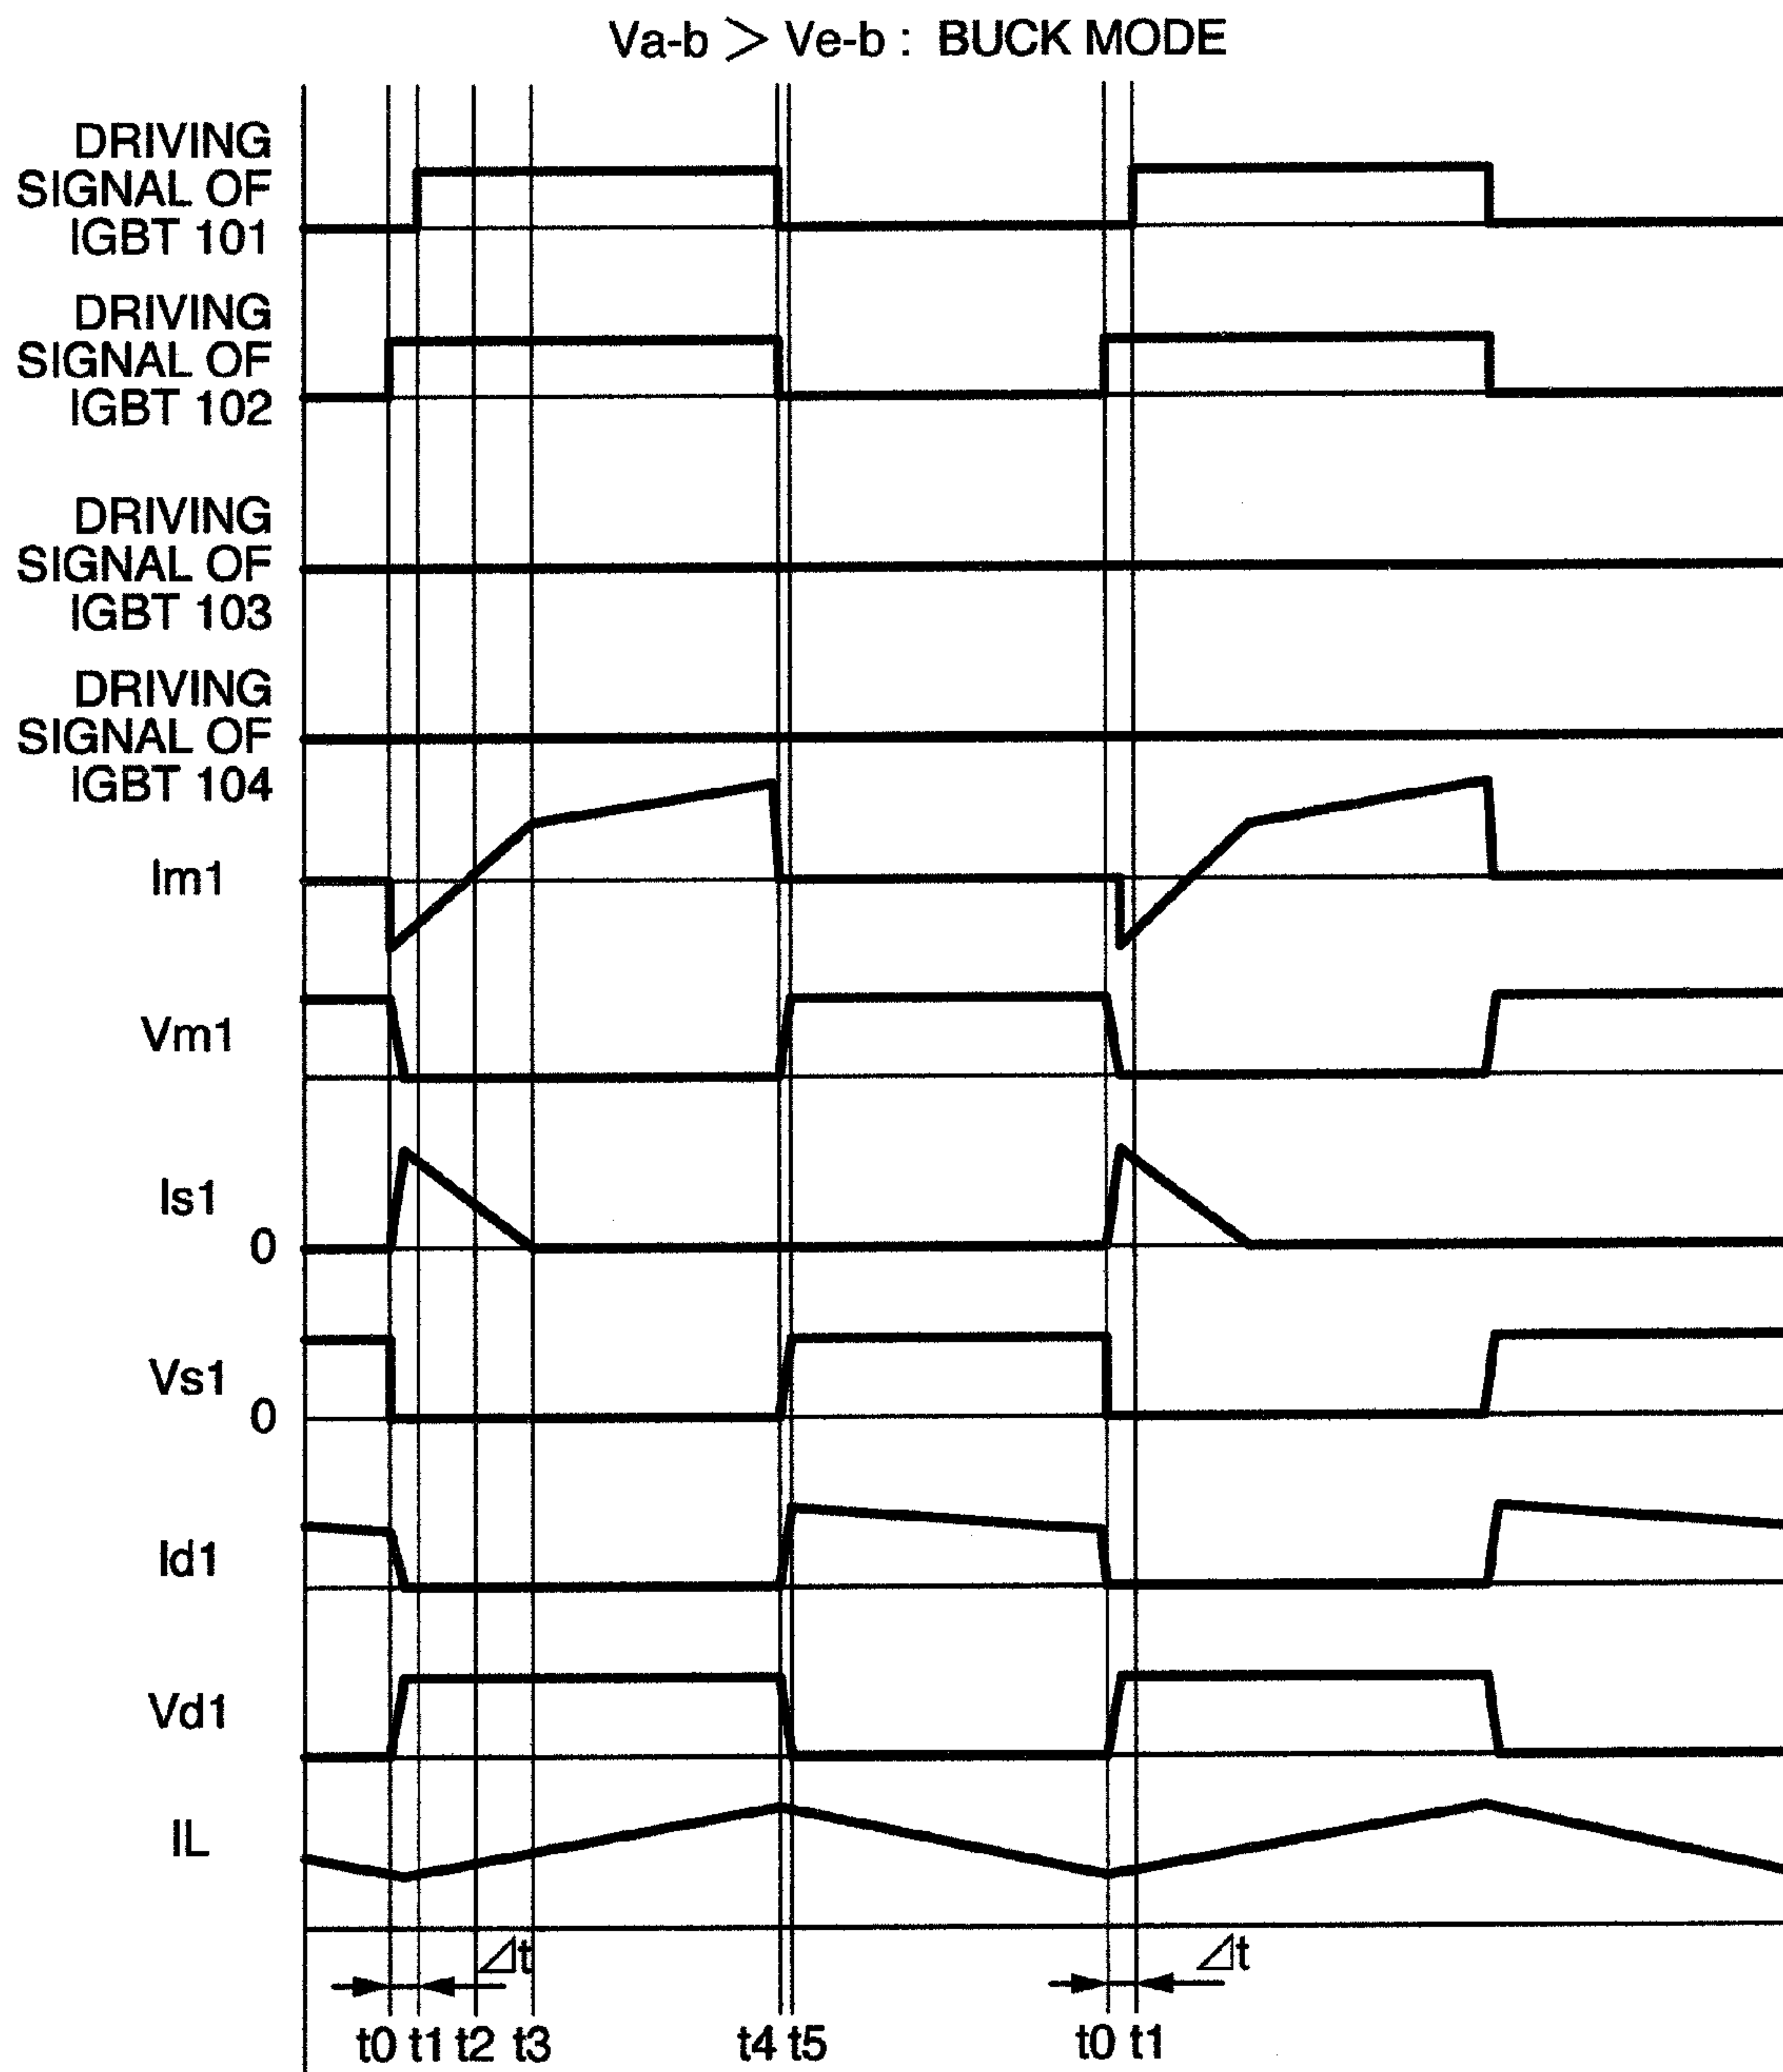 Va-b > Ve-b : BUCK MODE
DRIVING
SIGNAL OF
IGBT 101
DRIVING
SIGNAL OF
IGBT 102
DRIVING
SIGNAL OF
IGBT 103
DRIVING
SIGNAL OF
IGBT 104
Im1
Vm1
Is1
0
Vs1
0
Id1
Vd1
IL
⊿t ⊿t
t0 t1 t2 t3 t4 t5 t0 t1